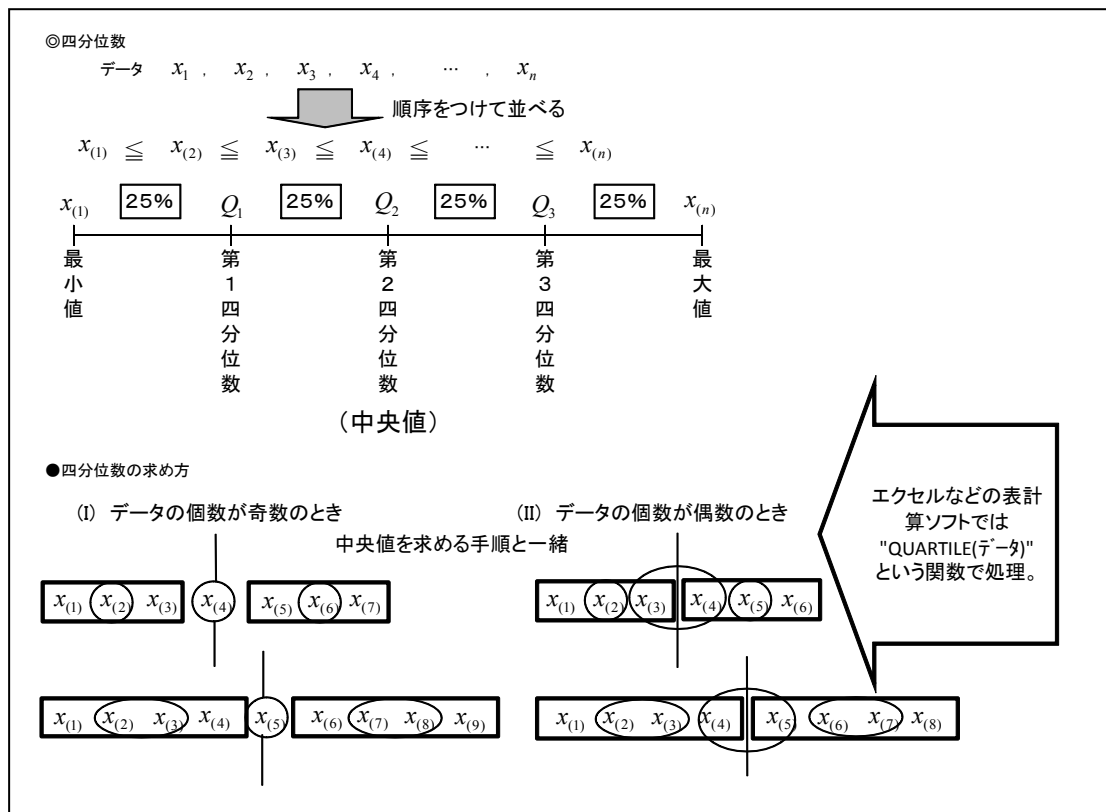 ◎四分位数
データ x1 , x2 , x3 , x4 , … , xn
順序をつけて並べる
x(1) ≦ x(2) ≦ x(3) ≦ x(4) ≦ … ≦ x(n)
x(1) 25% Q1 25% Q2 25% Q3 25% x(n)
最小値 第1四分位数 第2四分位数 第3四分位数 最大値
(中央値)
●四分位数の求め方
(I) データの個数が奇数のとき (II) データの個数が偶数のとき
中央値を求める手順と一緒
x(1) x(2) x(3) x(4) x(5) x(6) x(7)
x(1) x(2) x(3) x(4) x(5) x(6)
x(1) x(2) x(3) x(4) x(5) x(6) x(7) x(8) x(9)
x(1) x(2) x(3) x(4) x(5) x(6) x(7) x(8)
エクセルなどの表計
算ソフトでは
"QUARTILE(ﾃﾞｰﾀ)"
という関数で処理。